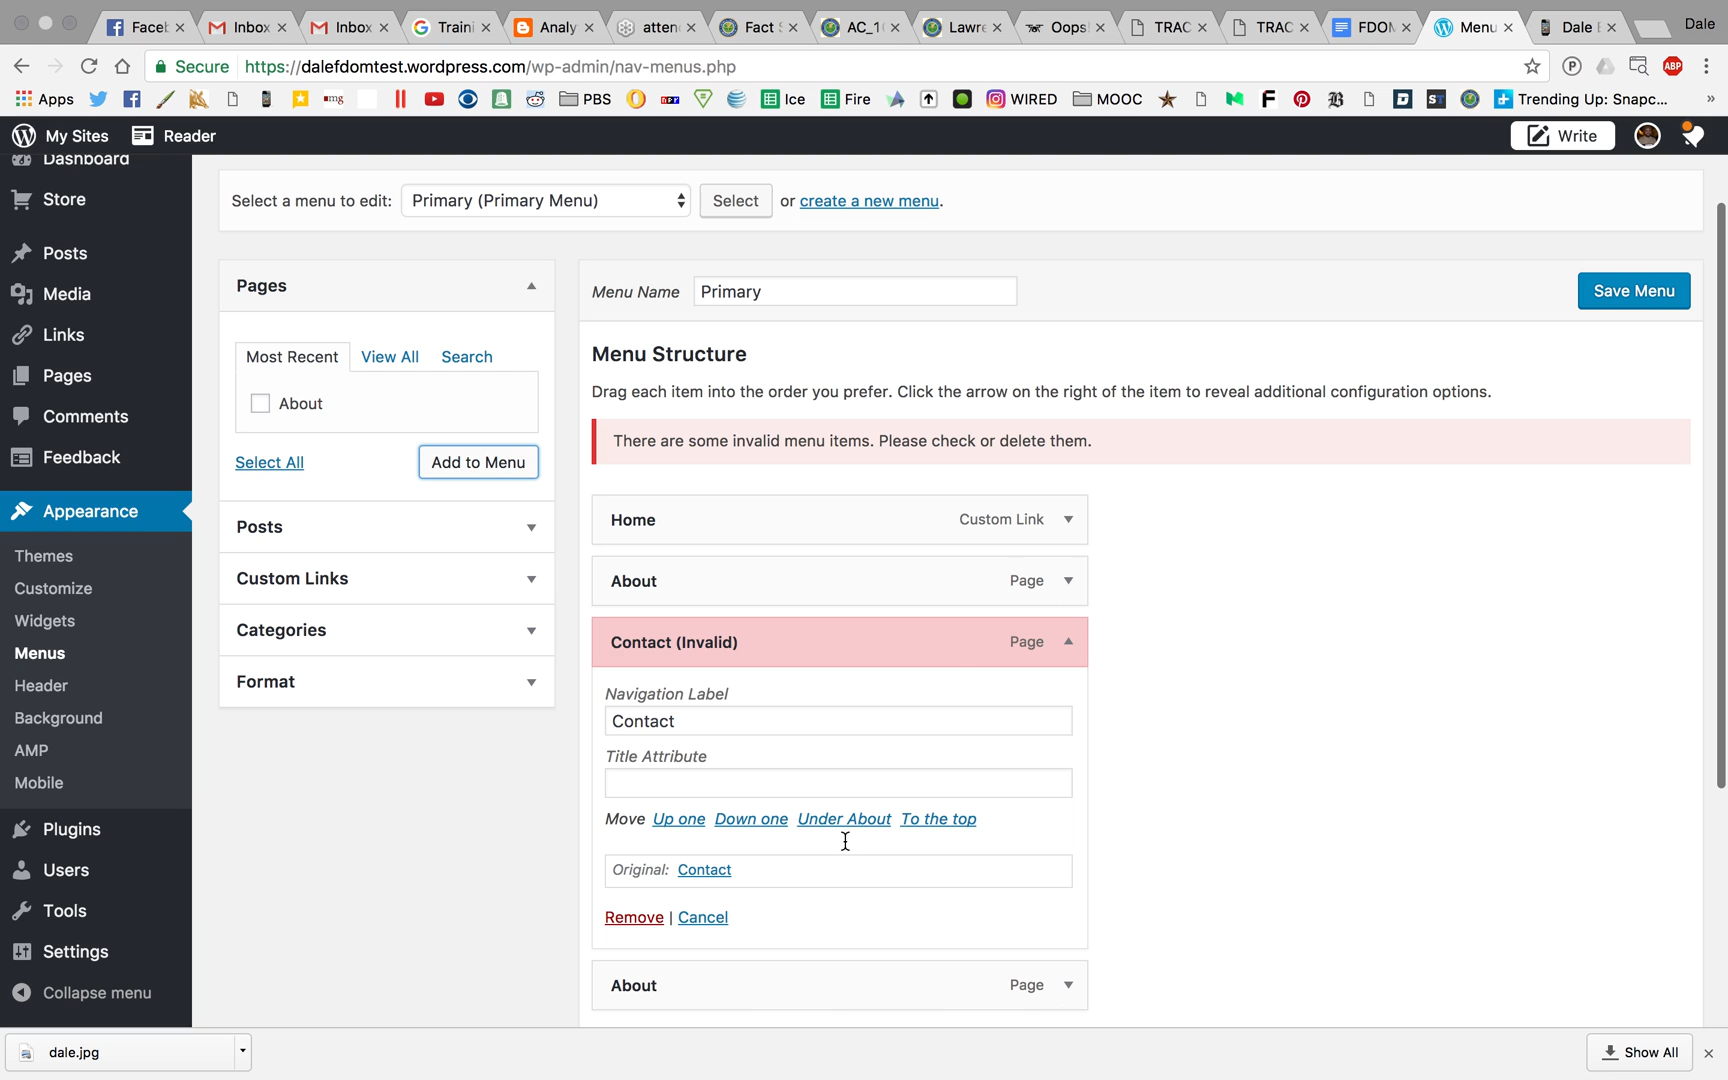 Faceb
Inbox
Inbox
Traini
Analy
atten
Fact S
AC_1
Lawre
Oops!
TRAC
TRAC
FDOM
Menu
Dale
Dale
Secure https://dalefdomtest.wordpress.com/wp-admin/nav-menus.php
ABP
Apps
img
npr
PBS
Ice
Fire
WIRED
MOOC
ST
Trending Up: Snapc...
»
My Sites
Reader
Write
Dashboard
Store
Posts
Media
Links
Pages
Comments
Feedback
Appearance
Themes
Customize
Widgets
Menus
Header
Background
AMP
Mobile
Plugins
Users
Tools
Settings
Collapse menu
Select a menu to edit: Primary (Primary Menu) Select or create a new menu.
Pages
Most Recent View All Search
About
Select All Add to Menu
Posts
Custom Links
Categories
Format
Menu Name Primary Save Menu
Menu Structure
Drag each item into the order you prefer. Click the arrow on the right of the item to reveal additional configuration options.
There are some invalid menu items. Please check or delete them.
Home Custom Link
About Page
Contact (Invalid) Page
Navigation Label
Contact
Title Attribute
Move Up one Down one Under About To the top
Original: Contact
Remove | Cancel
About Page
dale.jpg
Show All